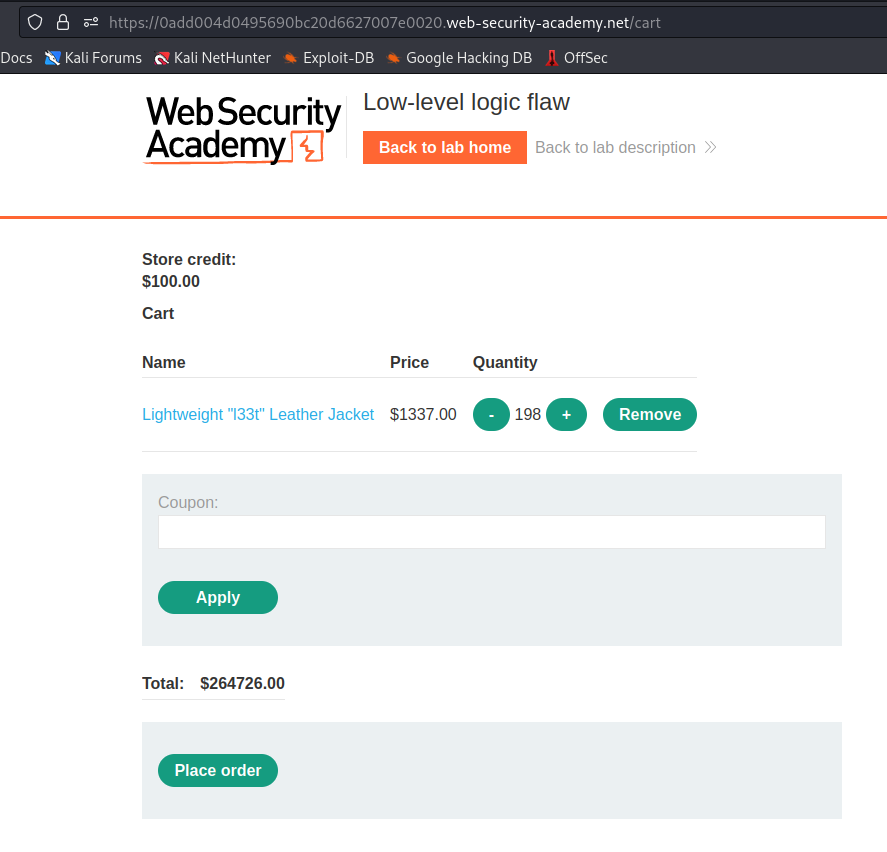 https://0add004d0495690bc20d6627007e0020.web-security-academy.net/cart
Docs Kali Forums Kali NetHunter Exploit-DB Google Hacking DB OffSec
Web Security
Academy
Low-level logic flaw
Back to lab home Back to lab description
Store credit:
$100.00
Cart
Name Price Quantity
Lightweight "l33t" Leather Jacket $1337.00 - 198 + Remove
Coupon:
Apply
Total: $264726.00
Place order